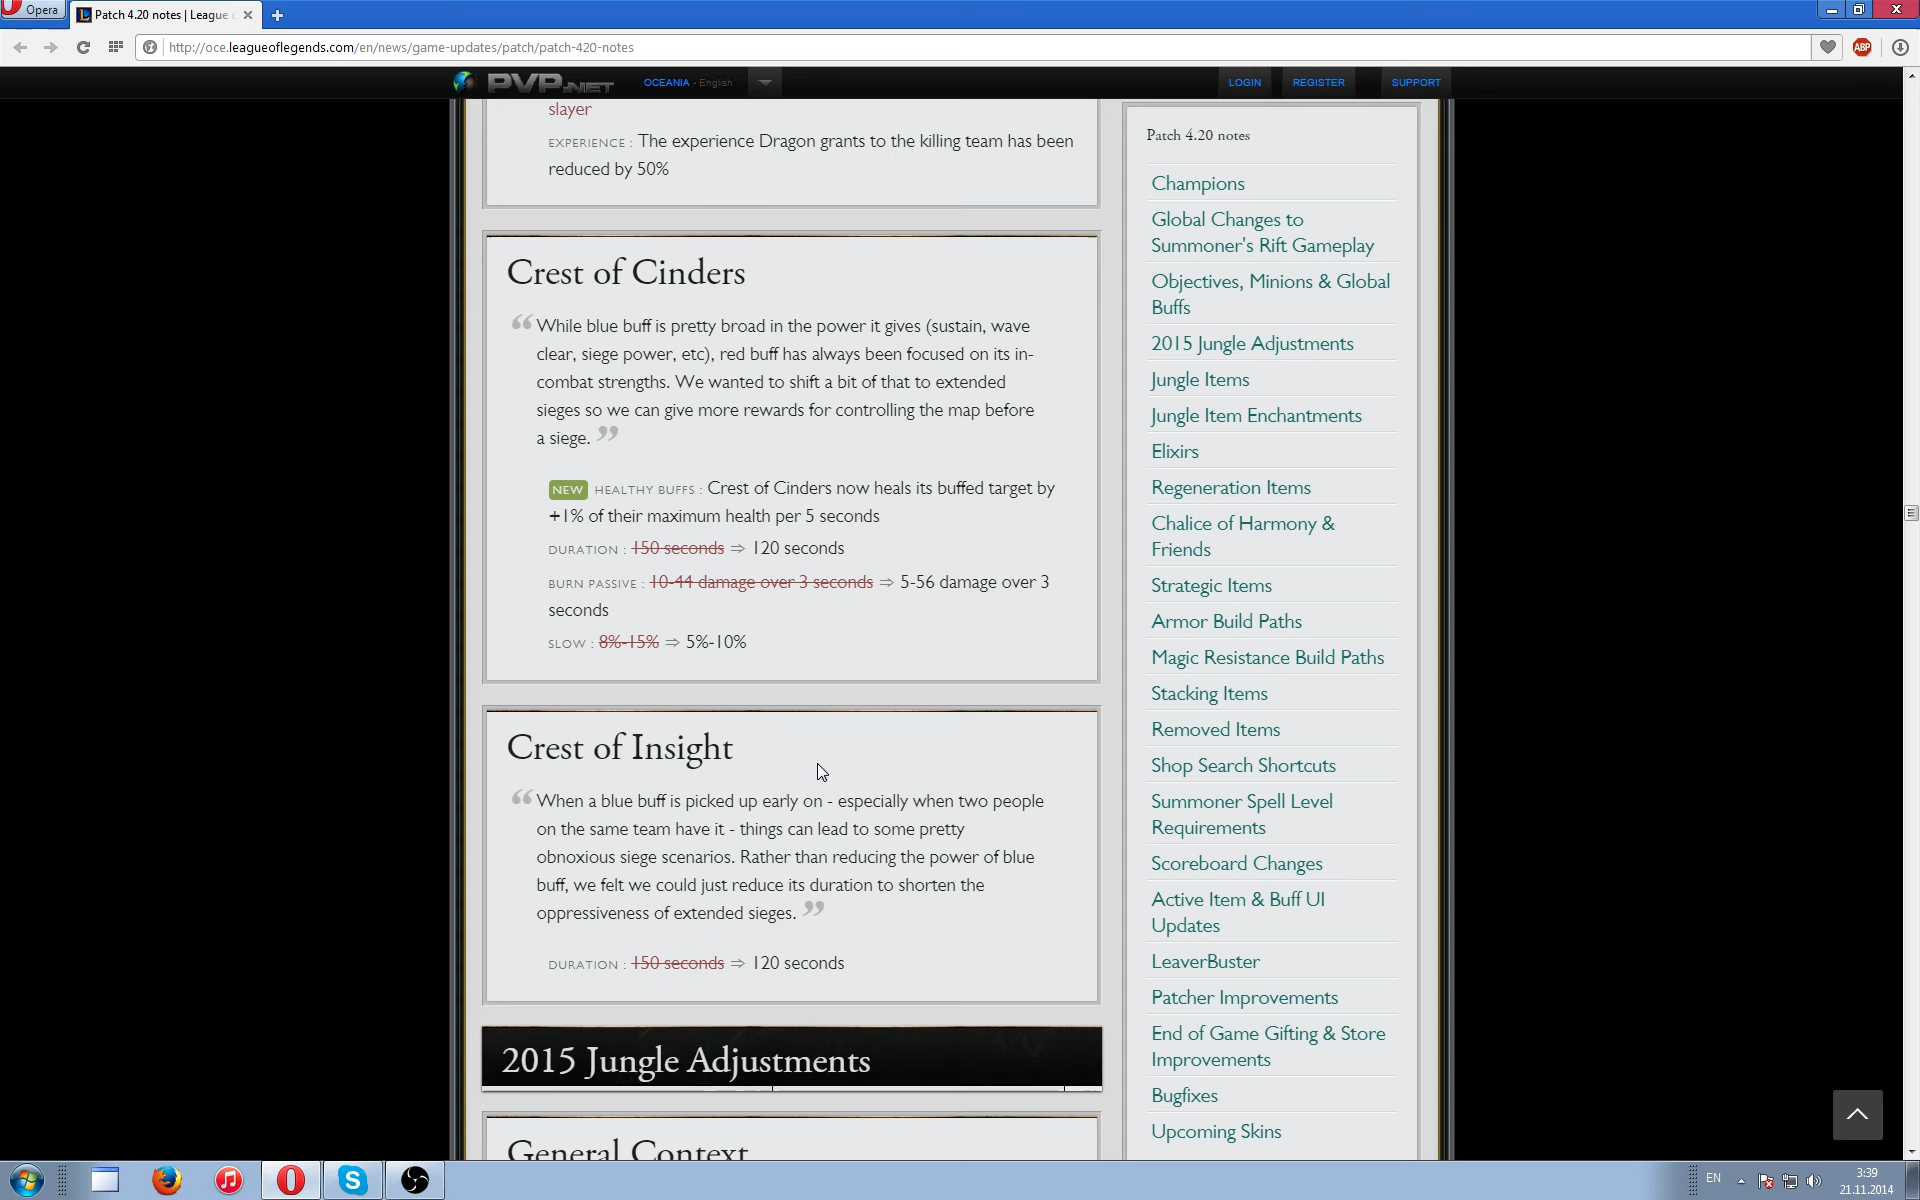 Opera
Patch 4.20 notes | League
http://oce.leagueoflegends.com/en/news/game-updates/patch/patch-420-notes
ABP
PVP.NET
OCEANIA - English
LOGIN
REGISTER
SUPPORT
slayer
EXPERIENCE : The experience Dragon grants to the killing team has been
reduced by 50%
Crest of Cinders
“ While blue buff is pretty broad in the power it gives (sustain, wave
clear, siege power, etc), red buff has always been focused on its in-
combat strengths. We wanted to shift a bit of that to extended
sieges so we can give more rewards for controlling the map before
a siege. ”
NEW HEALTHY BUFFS : Crest of Cinders now heals its buffed target by
+1% of their maximum health per 5 seconds
DURATION : 150 seconds ⇒ 120 seconds
BURN PASSIVE : 10-44 damage over 3 seconds ⇒ 5-56 damage over 3
seconds
SLOW : 8%-15% ⇒ 5%-10%
Crest of Insight
“ When a blue buff is picked up early on - especially when two people
on the same team have it - things can lead to some pretty
obnoxious siege scenarios. Rather than reducing the power of blue
buff, we felt we could just reduce its duration to shorten the
oppressiveness of extended sieges. ”
DURATION : 150 seconds ⇒ 120 seconds
2015 Jungle Adjustments
General Context
Patch 4.20 notes
Champions
Global Changes to
Summoner's Rift Gameplay
Objectives, Minions & Global
Buffs
2015 Jungle Adjustments
Jungle Items
Jungle Item Enchantments
Elixirs
Regeneration Items
Chalice of Harmony &
Friends
Strategic Items
Armor Build Paths
Magic Resistance Build Paths
Stacking Items
Removed Items
Shop Search Shortcuts
Summoner Spell Level
Requirements
Scoreboard Changes
Active Item & Buff UI
Updates
LeaverBuster
Patcher Improvements
End of Game Gifting & Store
Improvements
Bugfixes
Upcoming Skins
EN
3:39
21.11.2014